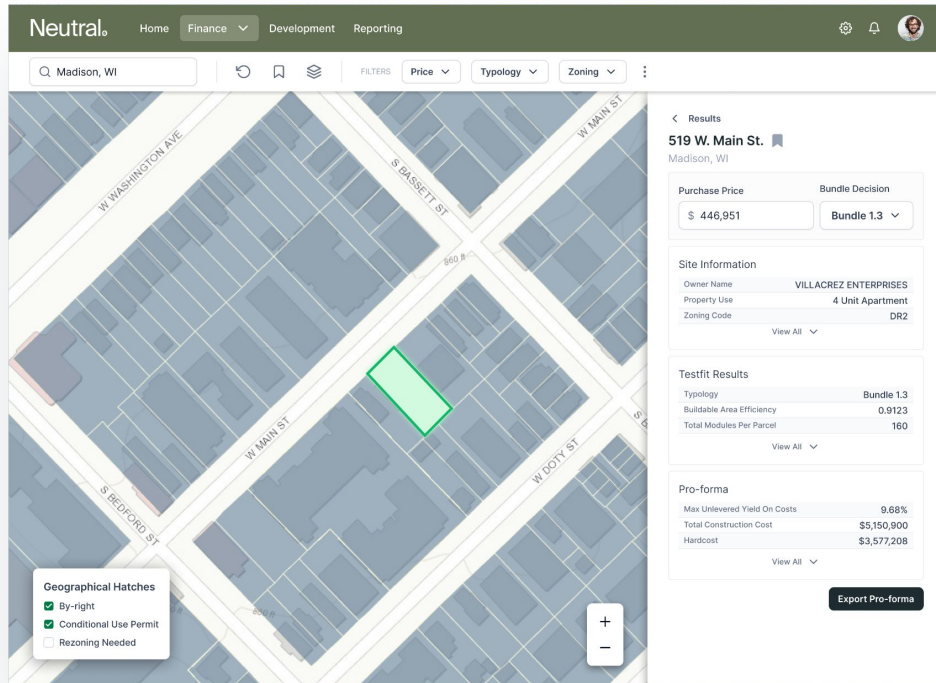 Neutral.
Home Finance Development Reporting
Madison, WI
FILTERS Price Typology Zoning
W WASHINGTON AVE
S BASSETT ST
W MAIN ST
860 ft
W MAIN ST
W DOTY ST
S BEDFORD ST
Geographical Hatches
By-right
Conditional Use Permit
Rezoning Needed
+
−
Results
519 W. Main St.
Madison, WI
Purchase Price
$ 446,951
Bundle Decision
Bundle 1.3
Site Information
Owner Name VILLACREZ ENTERPRISES
Property Use 4 Unit Apartment
Zoning Code DR2
View All
Testfit Results
Typology Bundle 1.3
Buildable Area Efficiency 0.9123
Total Modules Per Parcel 160
View All
Pro-forma
Max Unlevered Yield On Costs 9.68%
Total Construction Cost $5,150,900
Hardcost $3,577,208
View All
Export Pro-forma